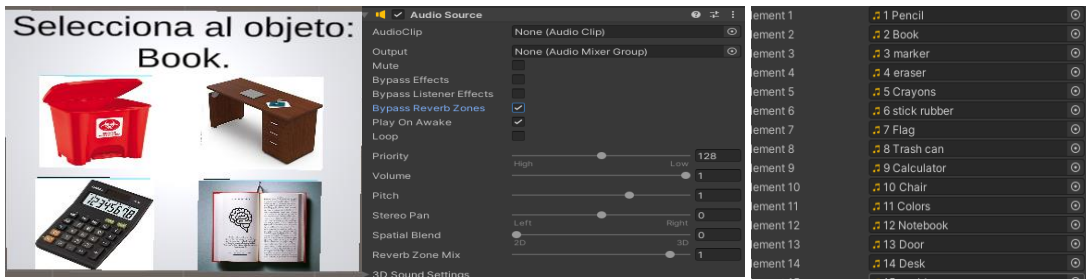 Selecciona al objeto:
Book.
Audio Source
AudioClip None (Audio Clip)
Output None (Audio Mixer Group)
Mute
Bypass Effects
Bypass Listener Effects
Bypass Reverb Zones
Play On Awake
Loop
Priority 128
High Low
Volume 1
Pitch 1
Stereo Pan 0
Left Right
Spatial Blend 0
2D 3D
Reverb Zone Mix 1
3D Sound Settings
lement 1 1 Pencil
lement 2 2 Book
lement 3 3 marker
lement 4 4 eraser
lement 5 5 Crayons
lement 6 6 stick rubber
lement 7 7 Flag
lement 8 8 Trash can
lement 9 9 Calculator
lement 10 10 Chair
lement 11 11 Colors
lement 12 12 Notebook
lement 13 13 Door
lement 14 14 Desk